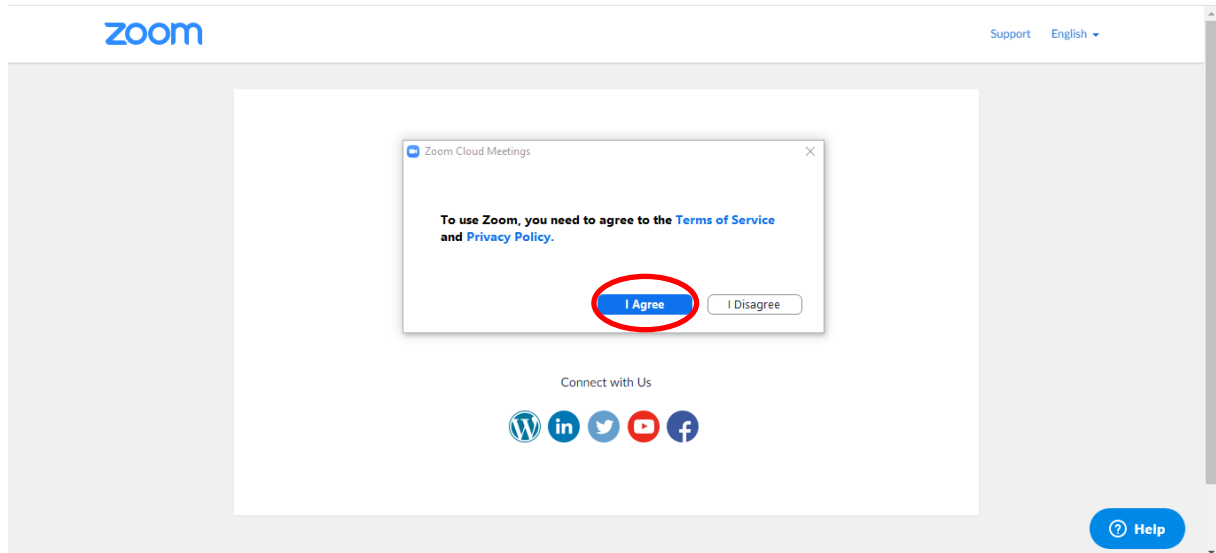 zoom
Support English
Zoom Cloud Meetings
To use Zoom, you need to agree to the Terms of Service
and Privacy Policy.
I Agree I Disagree
Connect with Us
in
Help